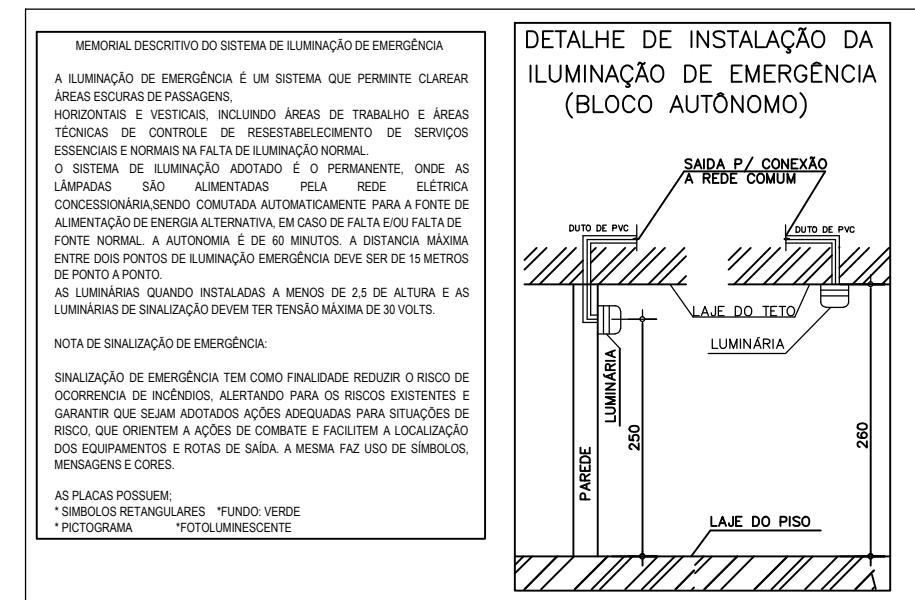 MEMORIAL DESCRITIVO DO SISTEMA DE ILUMINAÇÃO DE EMERGÊNCIA
A ILUMINAÇÃO DE EMERGÊNCIA É UM SISTEMA QUE PERMINTE CLAREAR
ÁREAS ESCURAS DE PASSAGENS,
HORIZONTAIS E VESTICAIS, INCLUINDO ÁREAS DE TRABALHO E ÁREAS
TÉCNICAS DE CONTROLE DE RESESTABELECIMENTO DE SERVIÇOS
ESSENCIAIS E NORMAIS NA FALTA DE ILUMINAÇÃO NORMAL.
O SISTEMA DE ILUMINAÇÃO ADOTADO É O PERMANENTE, ONDE AS
LÂMPADAS SÃO ALIMENTADAS PELA REDE ELÉTRICA
CONCESSIONÁRIA,SENDO COMUTADA AUTOMATICAMENTE PARA A FONTE DE
ALIMENTAÇÃO DE ENERGIA ALTERNATIVA, EM CASO DE FALTA E/OU FALTA DE
FONTE NORMAL. A AUTONOMIA É DE 60 MINUTOS. A DISTANCIA MÁXIMA
ENTRE DOIS PONTOS DE ILUMINAÇÃO EMERGÊNCIA DEVE SER DE 15 METROS
DE PONTO A PONTO.
AS LUMINÁRIAS QUANDO INSTALADAS A MENOS DE 2,5 DE ALTURA E AS
LUMINÁRIAS DE SINALIZAÇÃO DEVEM TER TENSÃO MÁXIMA DE 30 VOLTS.
NOTA DE SINALIZAÇÃO DE EMERGÊNCIA:
SINALIZAÇÃO DE EMERGÊNCIA TEM COMO FINALIDADE REDUZIR O RISCO DE
OCORRENCIA DE INCÊNDIOS, ALERTANDO PARA OS RISCOS EXISTENTES E
GARANTIR QUE SEJAM ADOTADOS AÇÕES ADEQUADAS PARA SITUAÇÕES DE
RISCO, QUE ORIENTEM A AÇÕES DE COMBATE E FACILITEM A LOCALIZAÇÃO
DOS EQUIPAMENTOS E ROTAS DE SAÍDA. A MESMA FAZ USO DE SÍMBOLOS,
MENSAGENS E CORES.
AS PLACAS POSSUEM;
* SIMBOLOS RETANGULARES *FUNDO: VERDE
* PICTOGRAMA *FOTOLUMINESCENTE
DETALHE DE INSTALAÇÃO DA
ILUMINAÇÃO DE EMERGÊNCIA
(BLOCO AUTÔNOMO)
SAIDA P/ CONEXÃO
A REDE COMUM
DUTO DE PVC
DUTO DE PVC
LAJE DO TETO
LUMINÁRIA
LUMINÁRIA
250
260
PAREDE
LAJE DO PISO